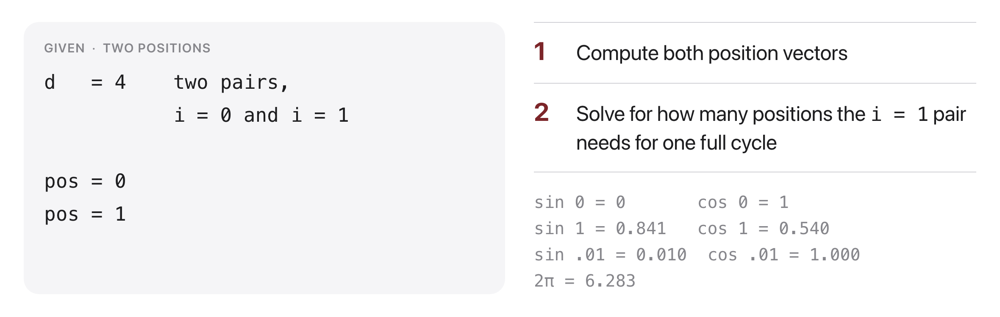 GIVEN · TWO POSITIONS
d   = 4    two pairs,
           i = 0 and i = 1
pos = 0
pos = 1
1 Compute both position vectors
2 Solve for how many positions the i = 1 pair
needs for one full cycle
sin 0 = 0       cos 0 = 1
sin 1 = 0.841   cos 1 = 0.540
sin .01 = 0.010  cos .01 = 1.000
2π = 6.283